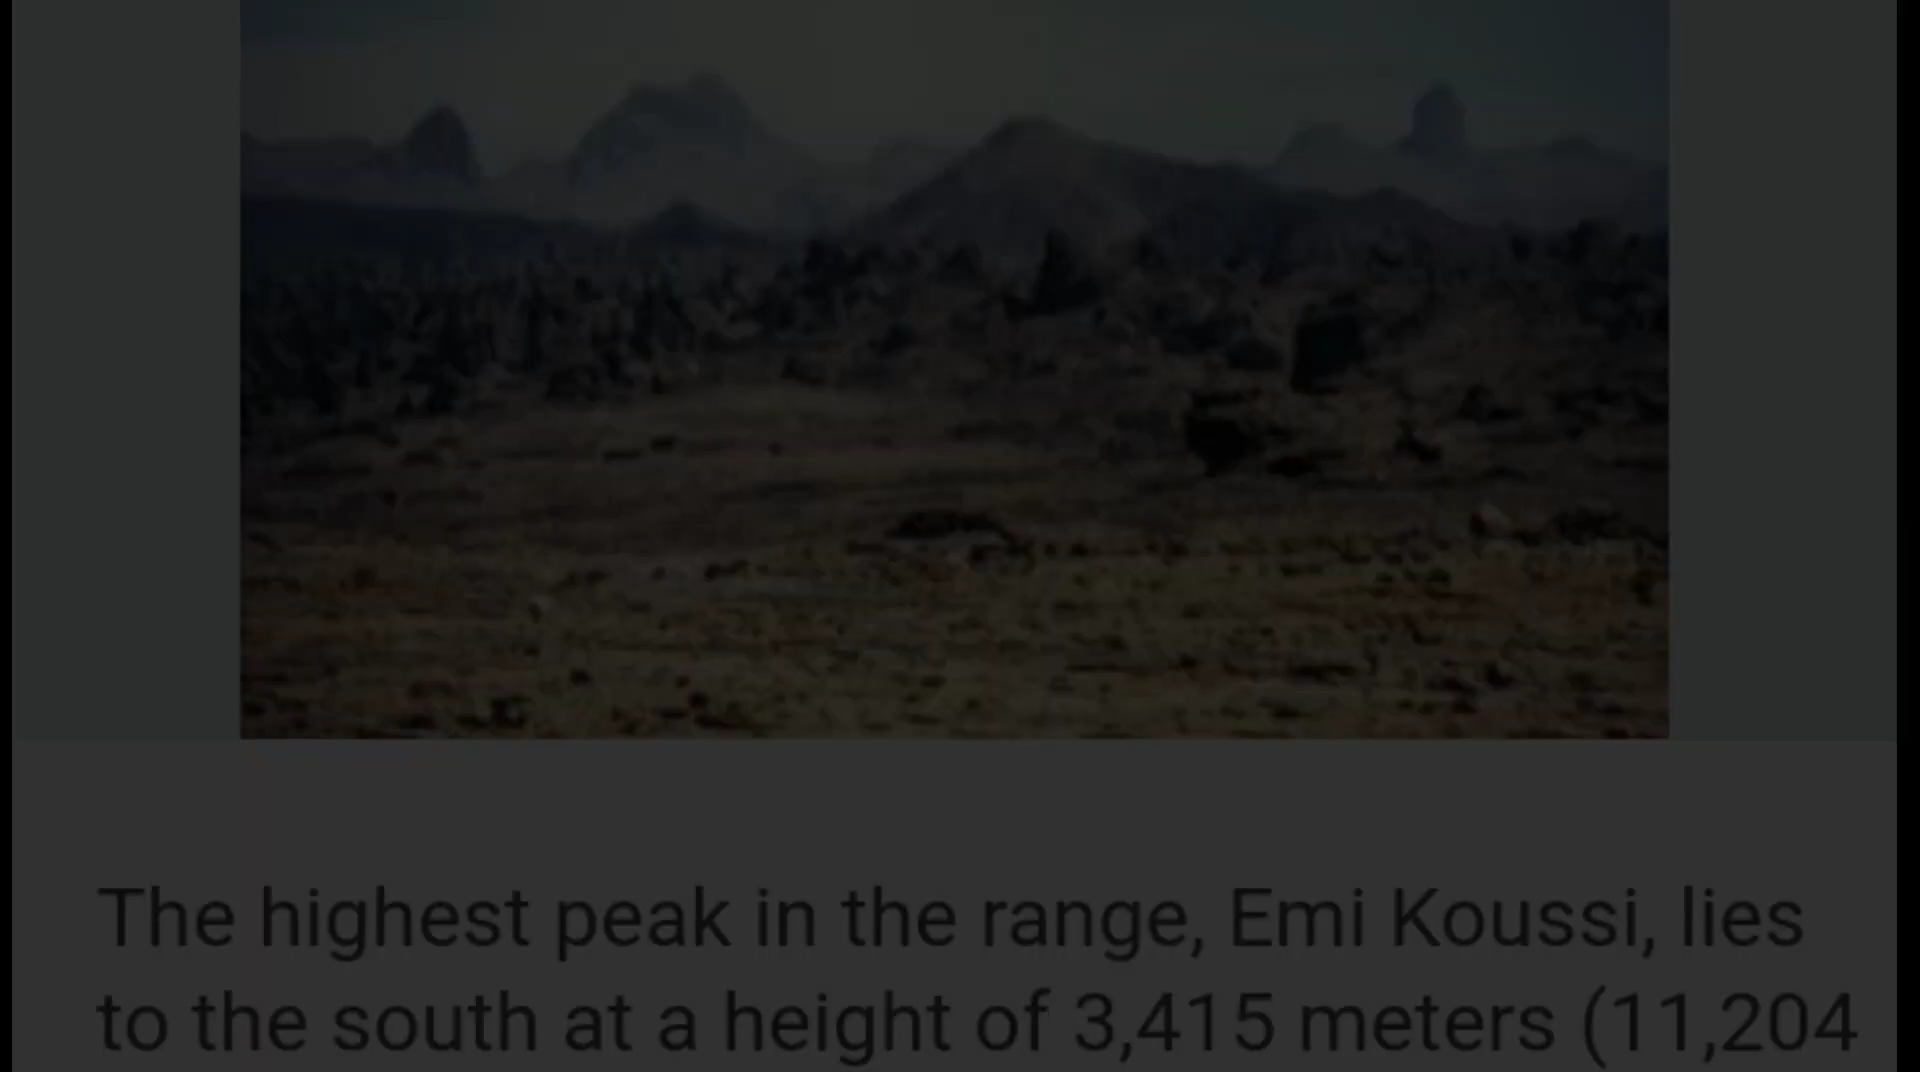 The highest peak in the range, Emi Koussi, lies
to the south at a height of 3,415 meters (11,204